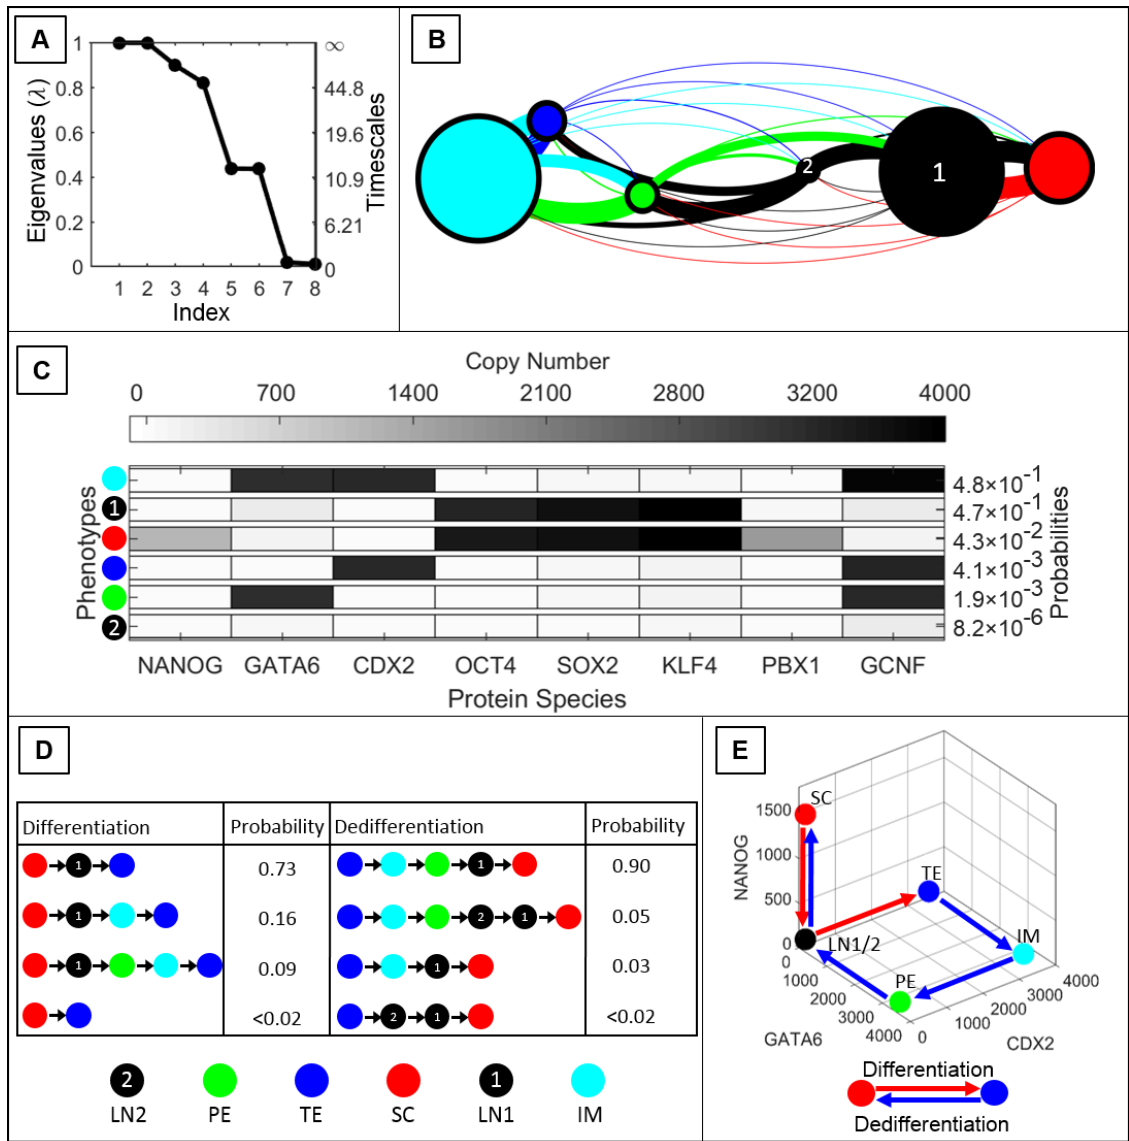 A
1
0.8
0.6
0.4
0.2
0
Eigenvalues (λ)
∞
44.8
19.6
10.9
6.21
0
Timescales
1 2 3 4 5 6 7 8
Index
B
2
1
C
Copy Number
0 700 1400 2100 2800 3200 4000
Phenotypes
1
2
4.8×10⁻¹
4.7×10⁻¹
4.3×10⁻²
4.1×10⁻³
1.9×10⁻³
8.2×10⁻⁶
Probabilities
NANOG GATA6 CDX2 OCT4 SOX2 KLF4 PBX1 GCNF
Protein Species
D
Differentiation Probability Dedifferentiation Probability
1 0.73 1 0.90
1 0.16 2 1 0.05
1 0.09 1 0.03
<0.02 2 1 <0.02
2 1
LN2 PE TE SC LN1 IM
E
NANOG
1500
1000
500
0
SC
TE
LN1/2
IM
PE
0
1000
2000
3000
4000
GATA6
0
1000
2000
3000
4000
CDX2
Differentiation
Dedifferentiation